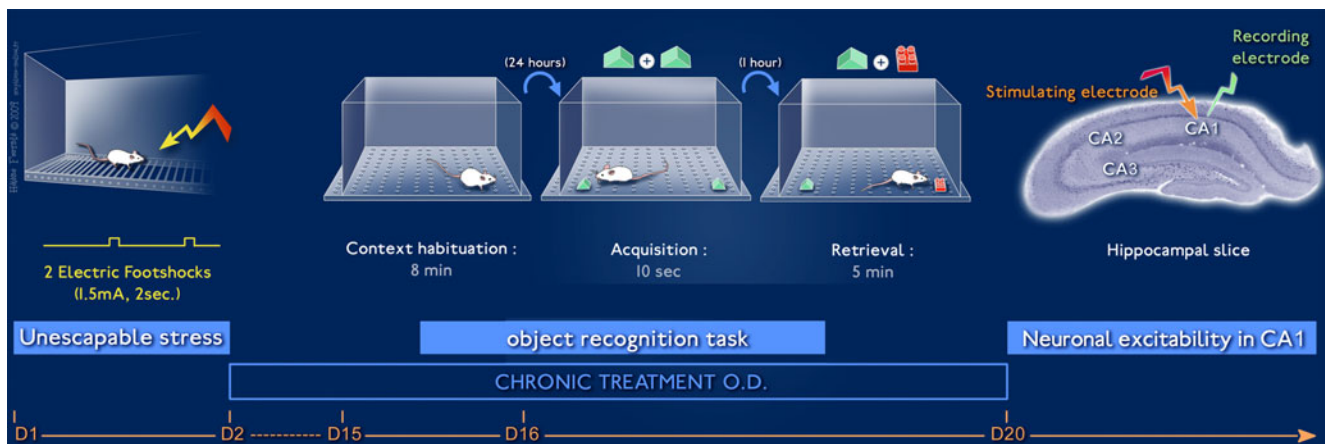 (24 hours)
(1 hour)
Recording
electrode
Stimulating electrode
CA1
CA2
CA3
Context habituation :
8 min
Acquisition :
10 sec
Retrieval :
5 min
Hippocampal slice
2 Electric Footshocks
(1.5mA, 2sec.)
Unescapable stress
object recognition task
Neuronal excitability in CA1
CHRONIC TREATMENT O.D.
D1
D2
D15
D16
D20